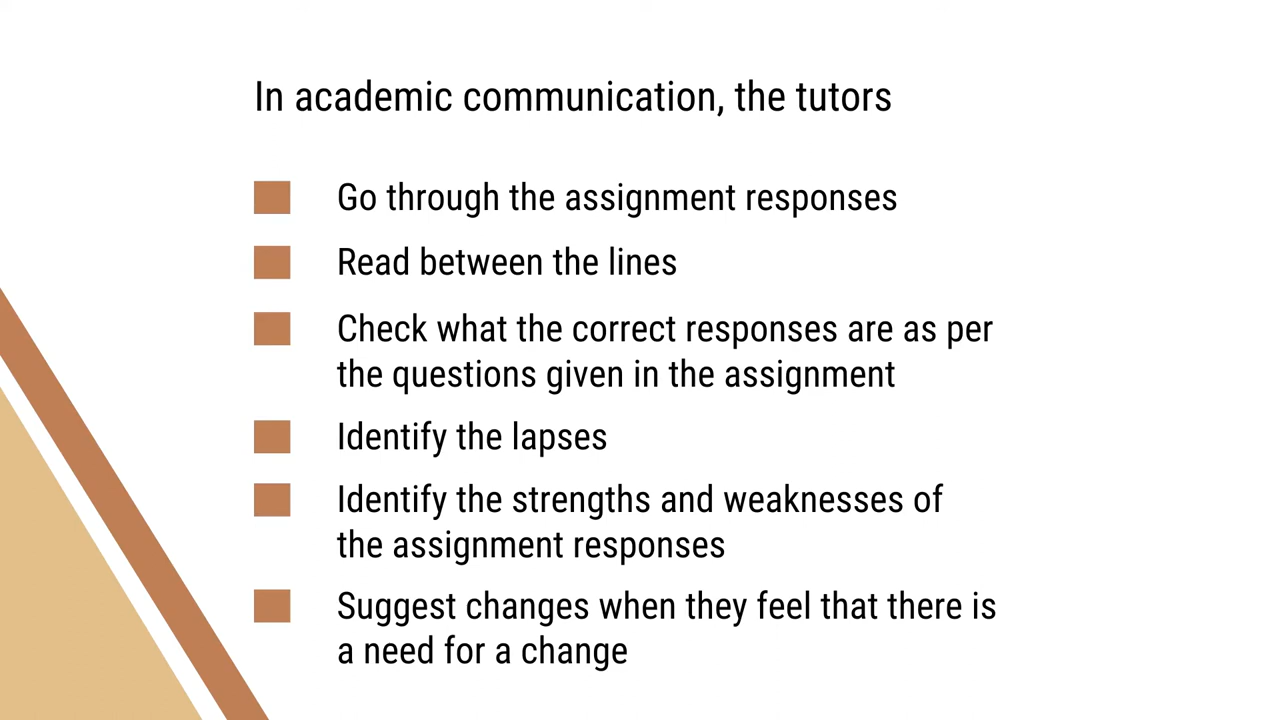 In academic communication, the tutors
Go through the assignment responses
Read between the lines
Check what the correct responses are as per
the questions given in the assignment
Identify the lapses
Identify the strengths and weaknesses of
the assignment responses
Suggest changes when they feel that there is
a need for a change